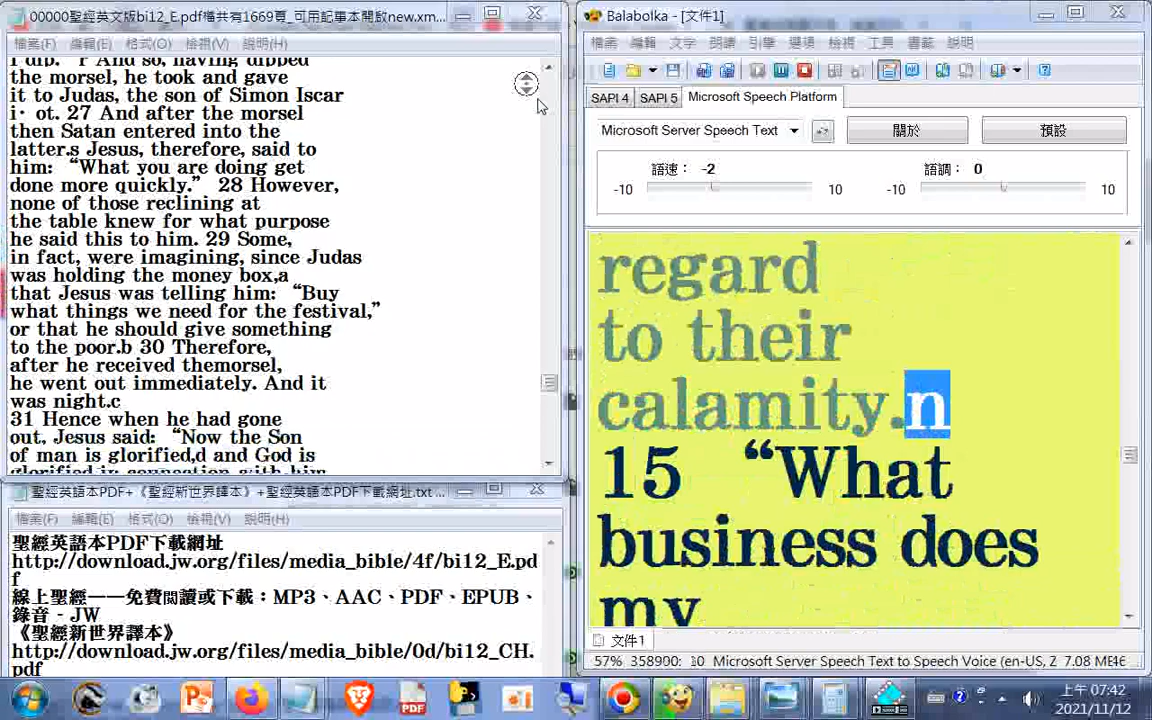 00000聖經英文版bi12_E.pdf檔共有1669頁_可用記事本開啟new.xm...
檔案(F) 編輯(E) 格式(O) 檢視(V) 說明(H)
the morsel, he took and gave
it to Judas, the son of Simon Iscar
i· ot. 27 And after the morsel
then Satan entered into the
latter.s Jesus, therefore, said to
him: “What you are doing get
done more quickly.” 28 However,
none of those reclining at
the table knew for what purpose
he said this to him. 29 Some,
in fact, were imagining, since Judas
was holding the money box,a
that Jesus was telling him: “Buy
what things we need for the festival,”
or that he should give something
to the poor.b 30 Therefore,
after he received themorsel,
he went out immediately. And it
was night.c
31 Hence when he had gone
out, Jesus said: “Now the Son
of man is glorified,d and God is
glorified in connection with him
聖經英語本PDF+《聖經新世界譯本》+聖經英語本PDF下載網址.txt ...
檔案(F) 編輯(E) 格式(O) 檢視(V) 說明(H)
聖經英語本PDF下載網址
http://download.jw.org/files/media_bible/4f/bi12_E.pd
f
線上聖經——免費閱讀或下載：MP3、AAC、PDF、EPUB、
錄音 - JW
《聖經新世界譯本》
http://download.jw.org/files/media_bible/0d/bi12_CH.
pdf
Balabolka - [文件1]
檔案 編輯 文字 朗讀 引擎 選項 檢視 工具 書籤 說明
SAPI 4 SAPI 5 Microsoft Speech Platform
Microsoft Server Speech Text 關於 預設
語速： -2 語調： 0
-10 10 -10 10
regard
to their
calamity.n
15 “What
business does
my
文件1
57% 358900: 10 Microsoft Server Speech Text to Speech Voice (en-US, Z 7.08 ME46
PDF
上午 07:42
2021/11/12